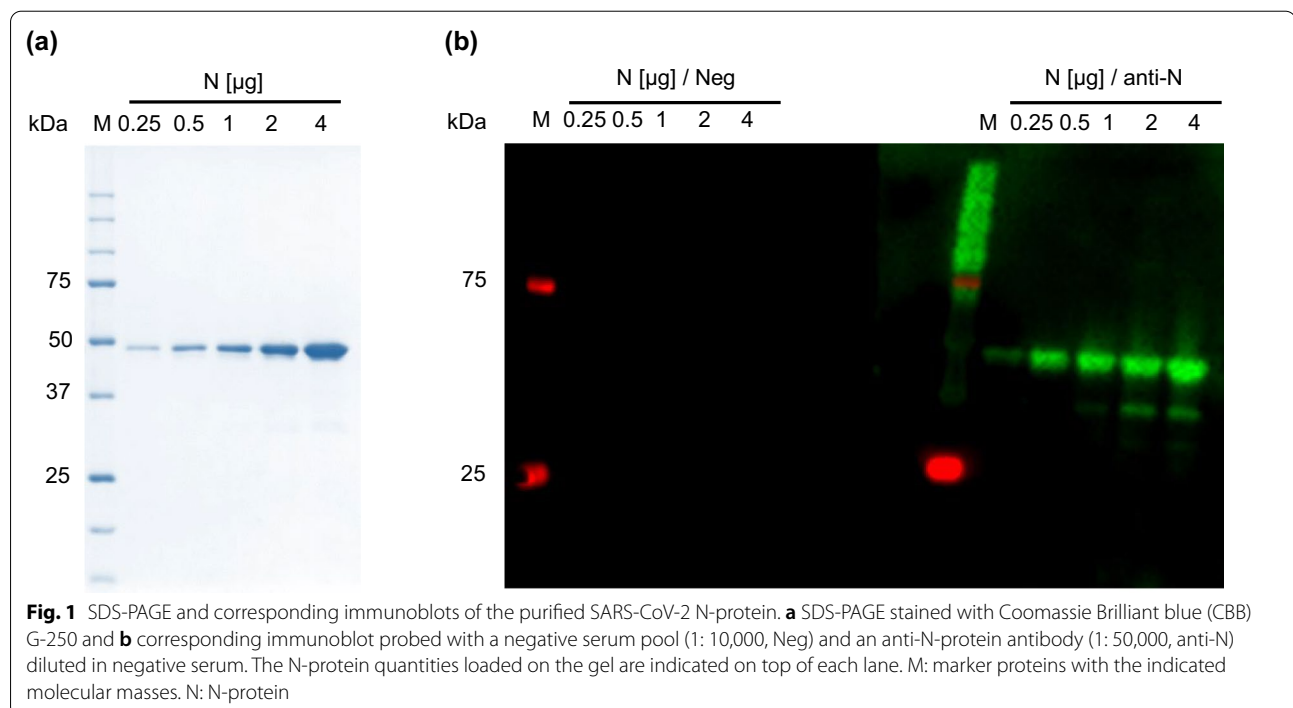 (a)
N [µg]
kDa M 0.25 0.5 1 2 4
75
50
37
25
(b)
N [µg] / Neg N [µg] / anti-N
kDa M 0.25 0.5 1 2 4 M 0.25 0.5 1 2 4
75
25
Fig. 1 SDS-PAGE and corresponding immunoblots of the purified SARS-CoV-2 N-protein. a SDS-PAGE stained with Coomassie Brilliant blue (CBB)
G-250 and b corresponding immunoblot probed with a negative serum pool (1: 10,000, Neg) and an anti-N-protein antibody (1: 50,000, anti-N)
diluted in negative serum. The N-protein quantities loaded on the gel are indicated on top of each lane. M: marker proteins with the indicated
molecular masses. N: N-protein